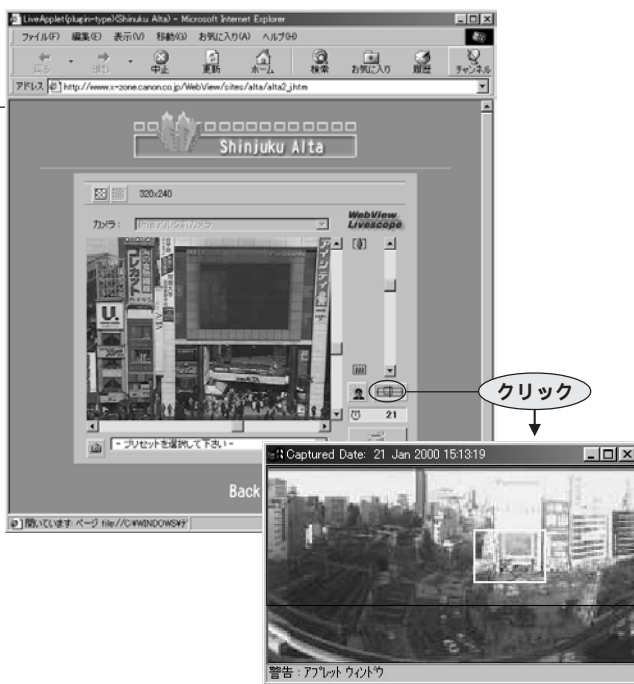 LiveApplet(plugin-type)(Shinjuku Alta) - Microsoft Internet Explorer
ファイル(F) 編集(E) 表示(V) 移動(G) お気に入り(A) ヘルプ(H)
戻る 進む 中止 更新 ホーム 検索 お気に入り 履歴 チャンネル
アドレス http://www.x-zone.canon.co.jp/WebView/sites/alta/alta2_j.htm
Shinjuku Alta
320x240
カメラ:
WebView
Livescope
U.
クリック
21
- プリセットを選択して下さい -
Back
開いています: ページ file://C:¥WINDOWS¥デ
Captured Date: 21 Jan 2000 15:13:19
警告 : アプレット ウィンドウ